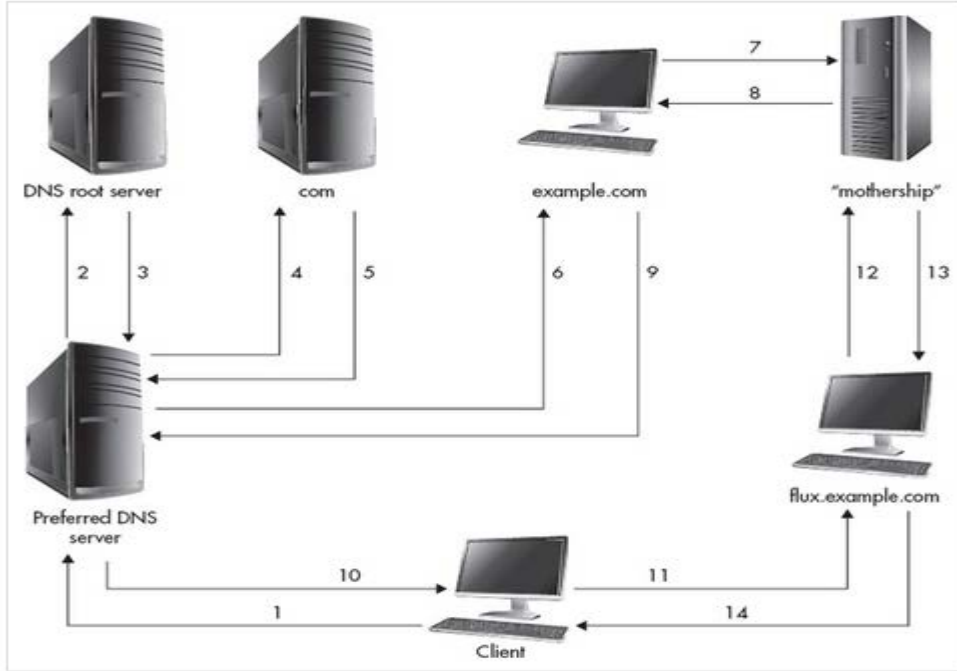 7
8
DNS root server
com
example.com
"mothership"
2
3
4
5
6
9
12
13
Preferred DNS
server
flux.example.com
10
11
1
14
Client